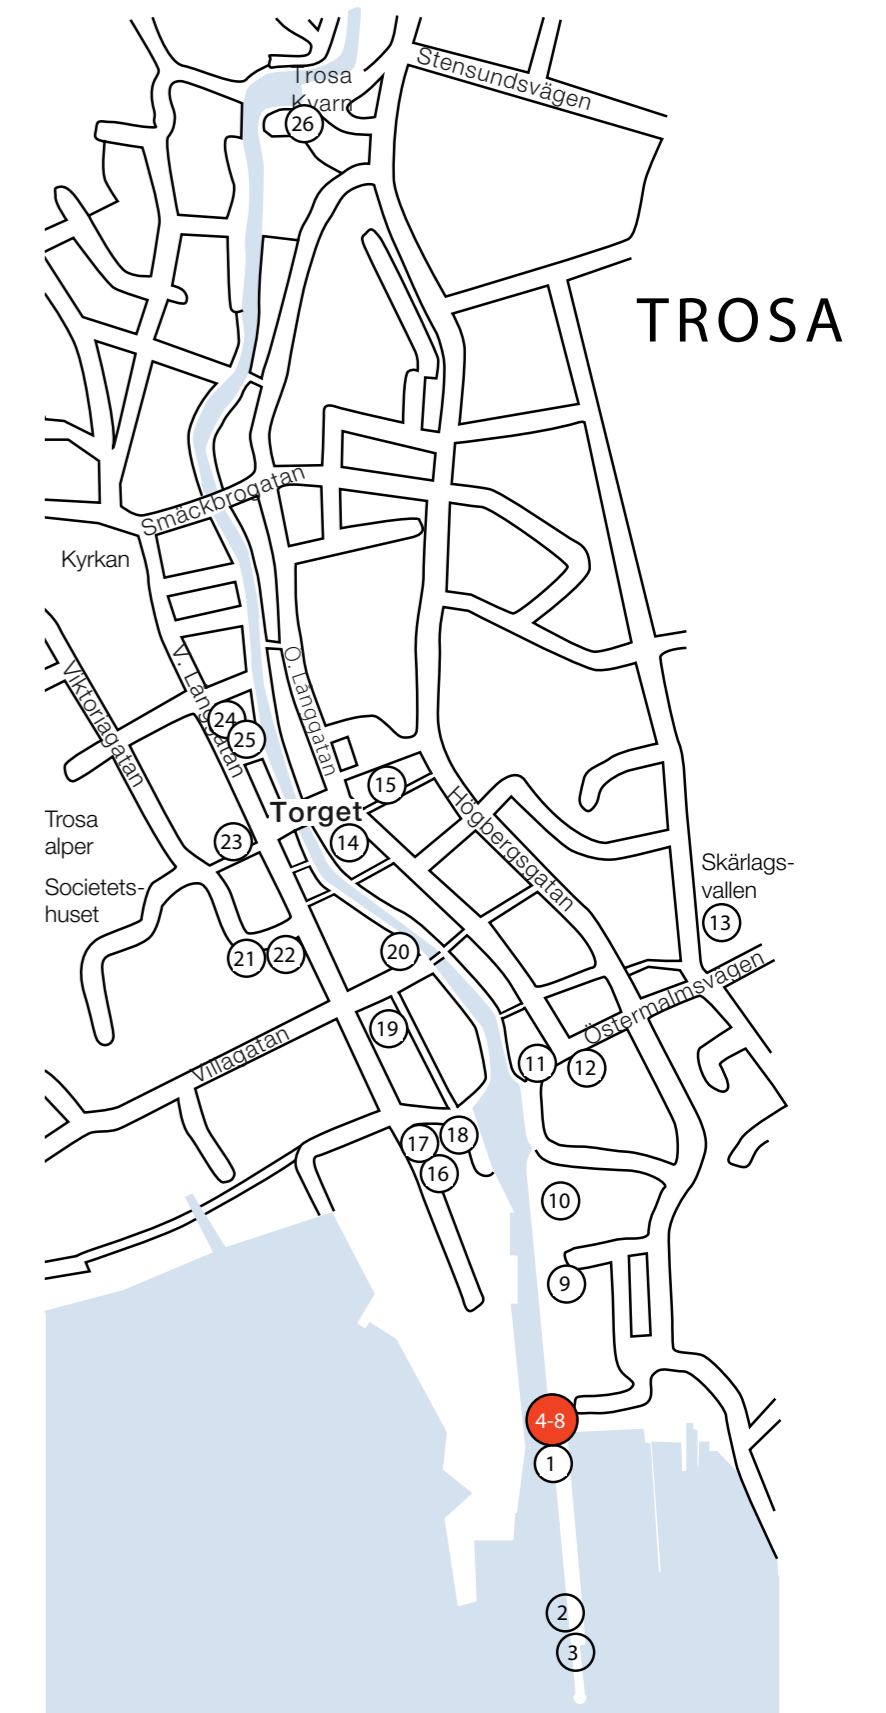 Stensundsvägen
Trosa
Kvarn
26
TROSA
Smäckbrogatan
Kyrkan
Viktoriagatan
V. Långgatan
Ö. Långgatan
24
25
15
Högbergsgatan
Torget
Trosa
alper
23
14
Societets-
huset
Skärlags-
vallen
13
21
22
20
Östermalmsvägen
19
Villagatan
11
12
17
18
16
10
9
4-8
1
2
3